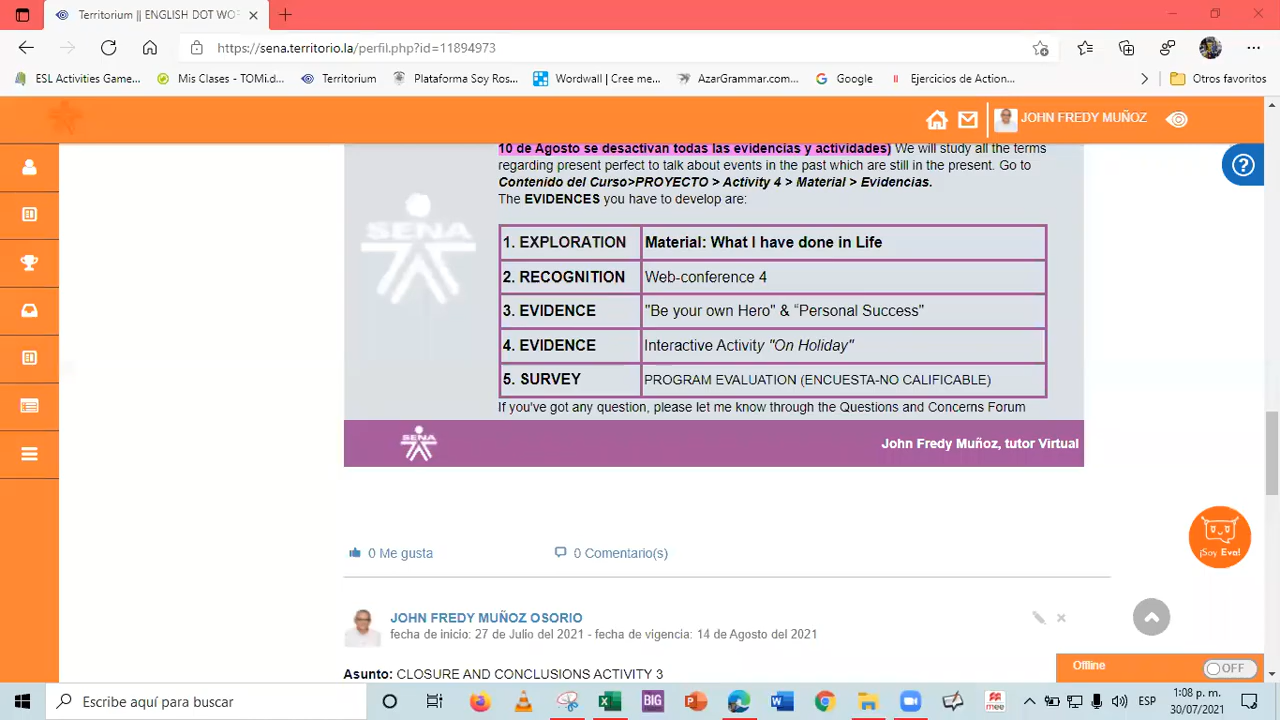 Territorium || ENGLISH DOT WO
https://sena.territorio.la/perfil.php?id=11894973
ESL Activities Game...
Mis Clases - TOMi.d...
Territorium
Plataforma Soy Ros...
Wordwall | Cree me...
AzarGrammar.com...
Google
Ejercicios de Action...
Otros favoritos
JOHN FREDY MUÑOZ
10 de Agosto se desactivan todas las evidencias y actividades) We will study all the terms
regarding present perfect to talk about events in the past which are still in the present. Go to
Contenido del Curso>PROYECTO > Activity 4 > Material > Evidencias.
The EVIDENCES you have to develop are:
SENA
1. EXPLORATION Material: What I have done in Life
2. RECOGNITION Web-conference 4
3. EVIDENCE "Be your own Hero" & “Personal Success”
4. EVIDENCE Interactive Activity "On Holiday"
5. SURVEY PROGRAM EVALUATION (ENCUESTA-NO CALIFICABLE)
If you've got any question, please let me know through the Questions and Concerns Forum
SENA
John Fredy Muñoz, tutor Virtual
¡Soy Eva!
0 Me gusta
0 Comentario(s)
JOHN FREDY MUÑOZ OSORIO
fecha de inicio: 27 de Julio del 2021 - fecha de vigencia: 14 de Agosto del 2021
Asunto: CLOSURE AND CONCLUSIONS ACTIVITY 3
Offline
OFF
Escribe aquí para buscar
BIG
mee
ESP
1:08 p. m.
30/07/2021